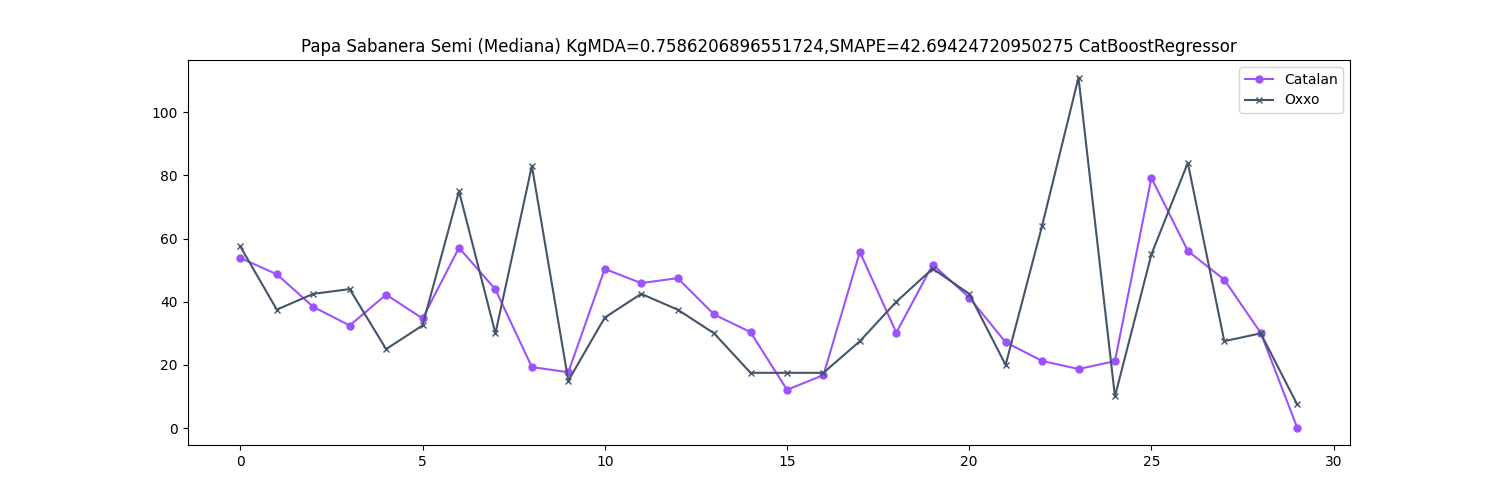 Papa Sabanera Semi (Mediana) KgMDA=0.7586206896551724,SMAPE=42.69424720950275 CatBoostRegressor
Catalan
Oxxo
100
80
60
40
20
0
0 5 10 15 20 25 30